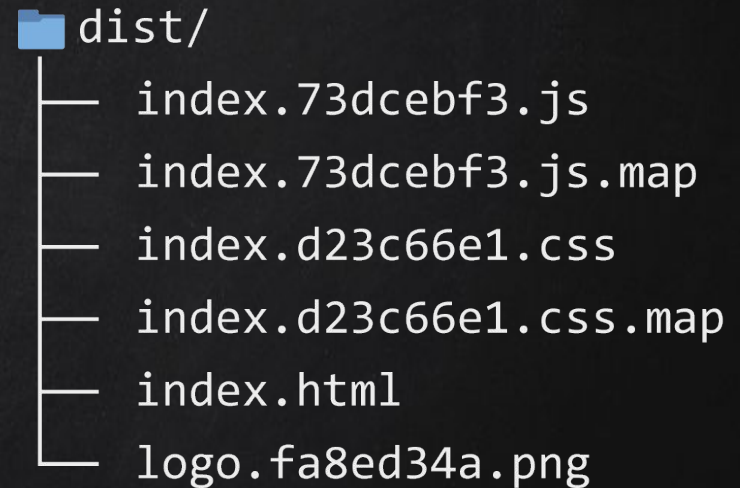 dist/
index.73dcebf3.js
index.73dcebf3.js.map
index.d23c66e1.css
index.d23c66e1.css.map
index.html
logo.fa8ed34a.png